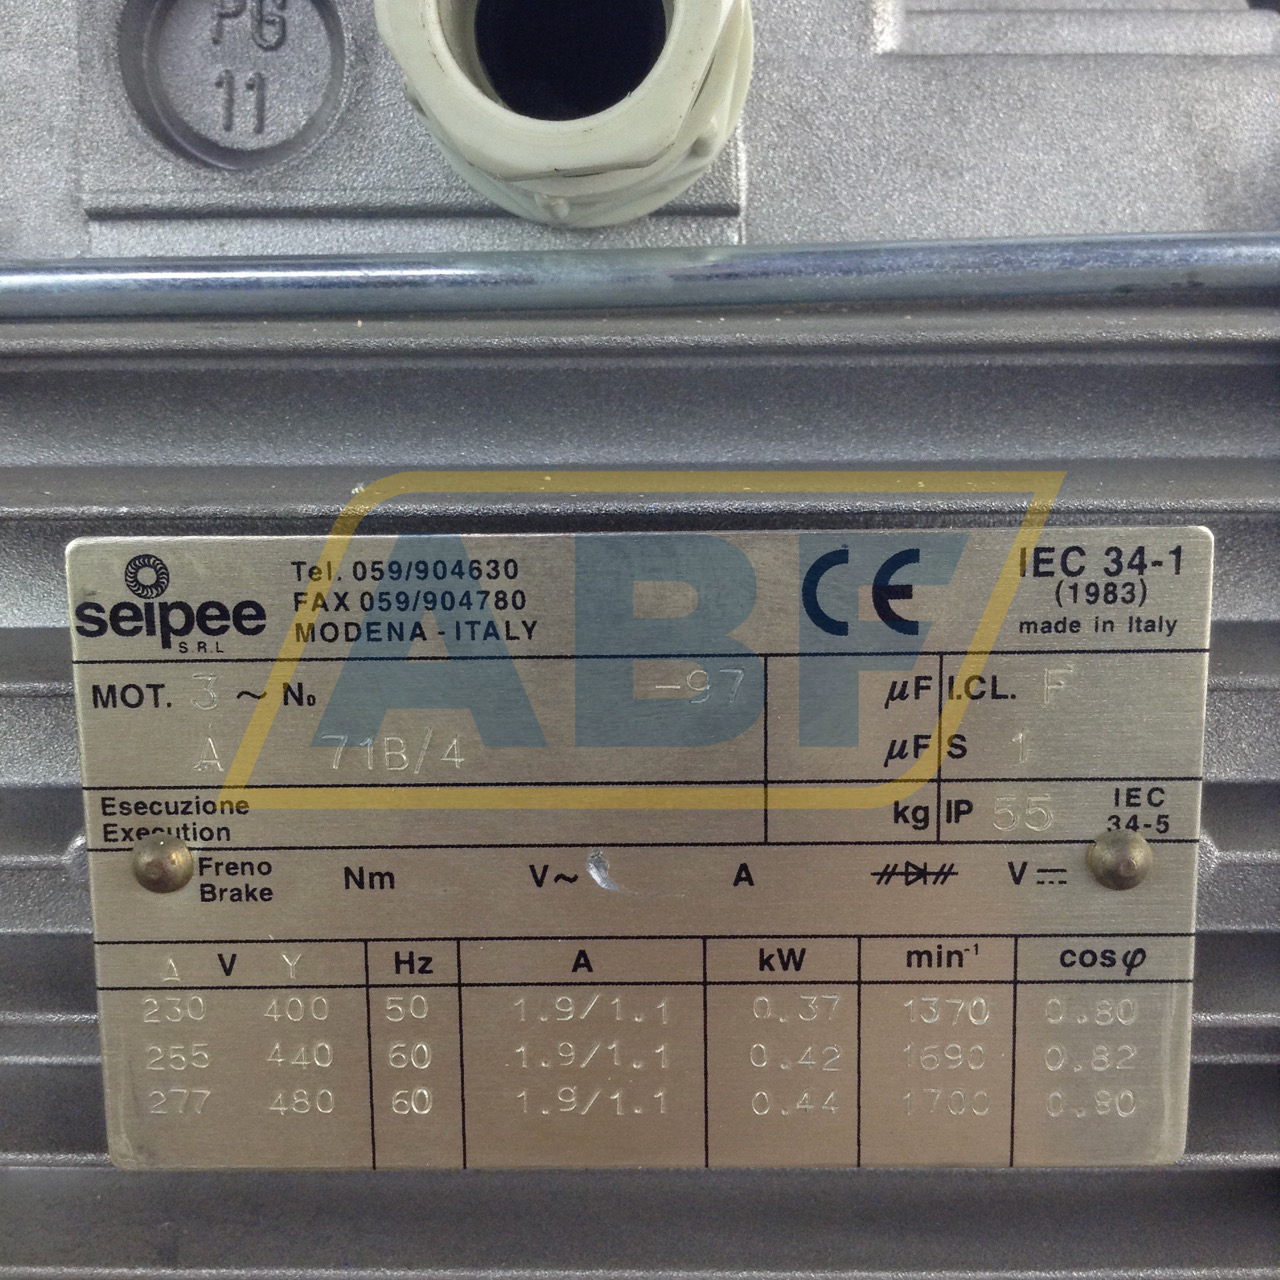 PG
11
ABF
seipee
S.R.L
Tel. 059/904630
FAX 059/904780
MODENA - ITALY
CE
IEC 34-1
(1983)
made in Italy
MOT. 3 ~ No -97 µF I.CL. F
A 71B/4 µF S 1
Esecuzione
Execution
kg IP 55 IEC
34-5
Freno
Brake
Nm V~ A V⎓
Δ V Y Hz A kW min⁻¹ cosφ
230 400 50 1.9/1.1 0.37 1370 0.80
255 440 60 1.9/1.1 0.42 1690 0.82
277 480 60 1.9/1.1 0.44 1700 0.80